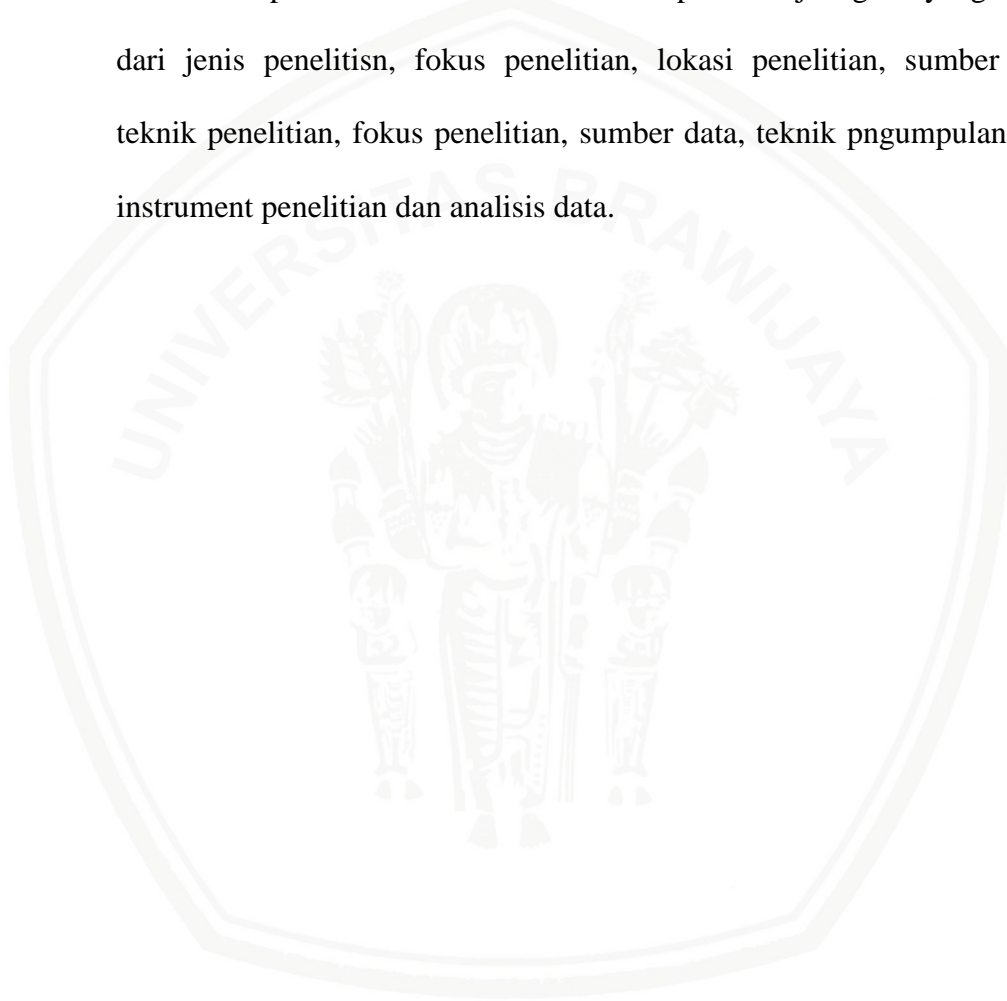 dari jenis penelitisn, fokus penelitian, lokasi penelitian, sumber
teknik penelitian, fokus penelitian, sumber data, teknik pngumpulan
instrument penelitian dan analisis data.
UNIVERSITAS BRAWIJAYA